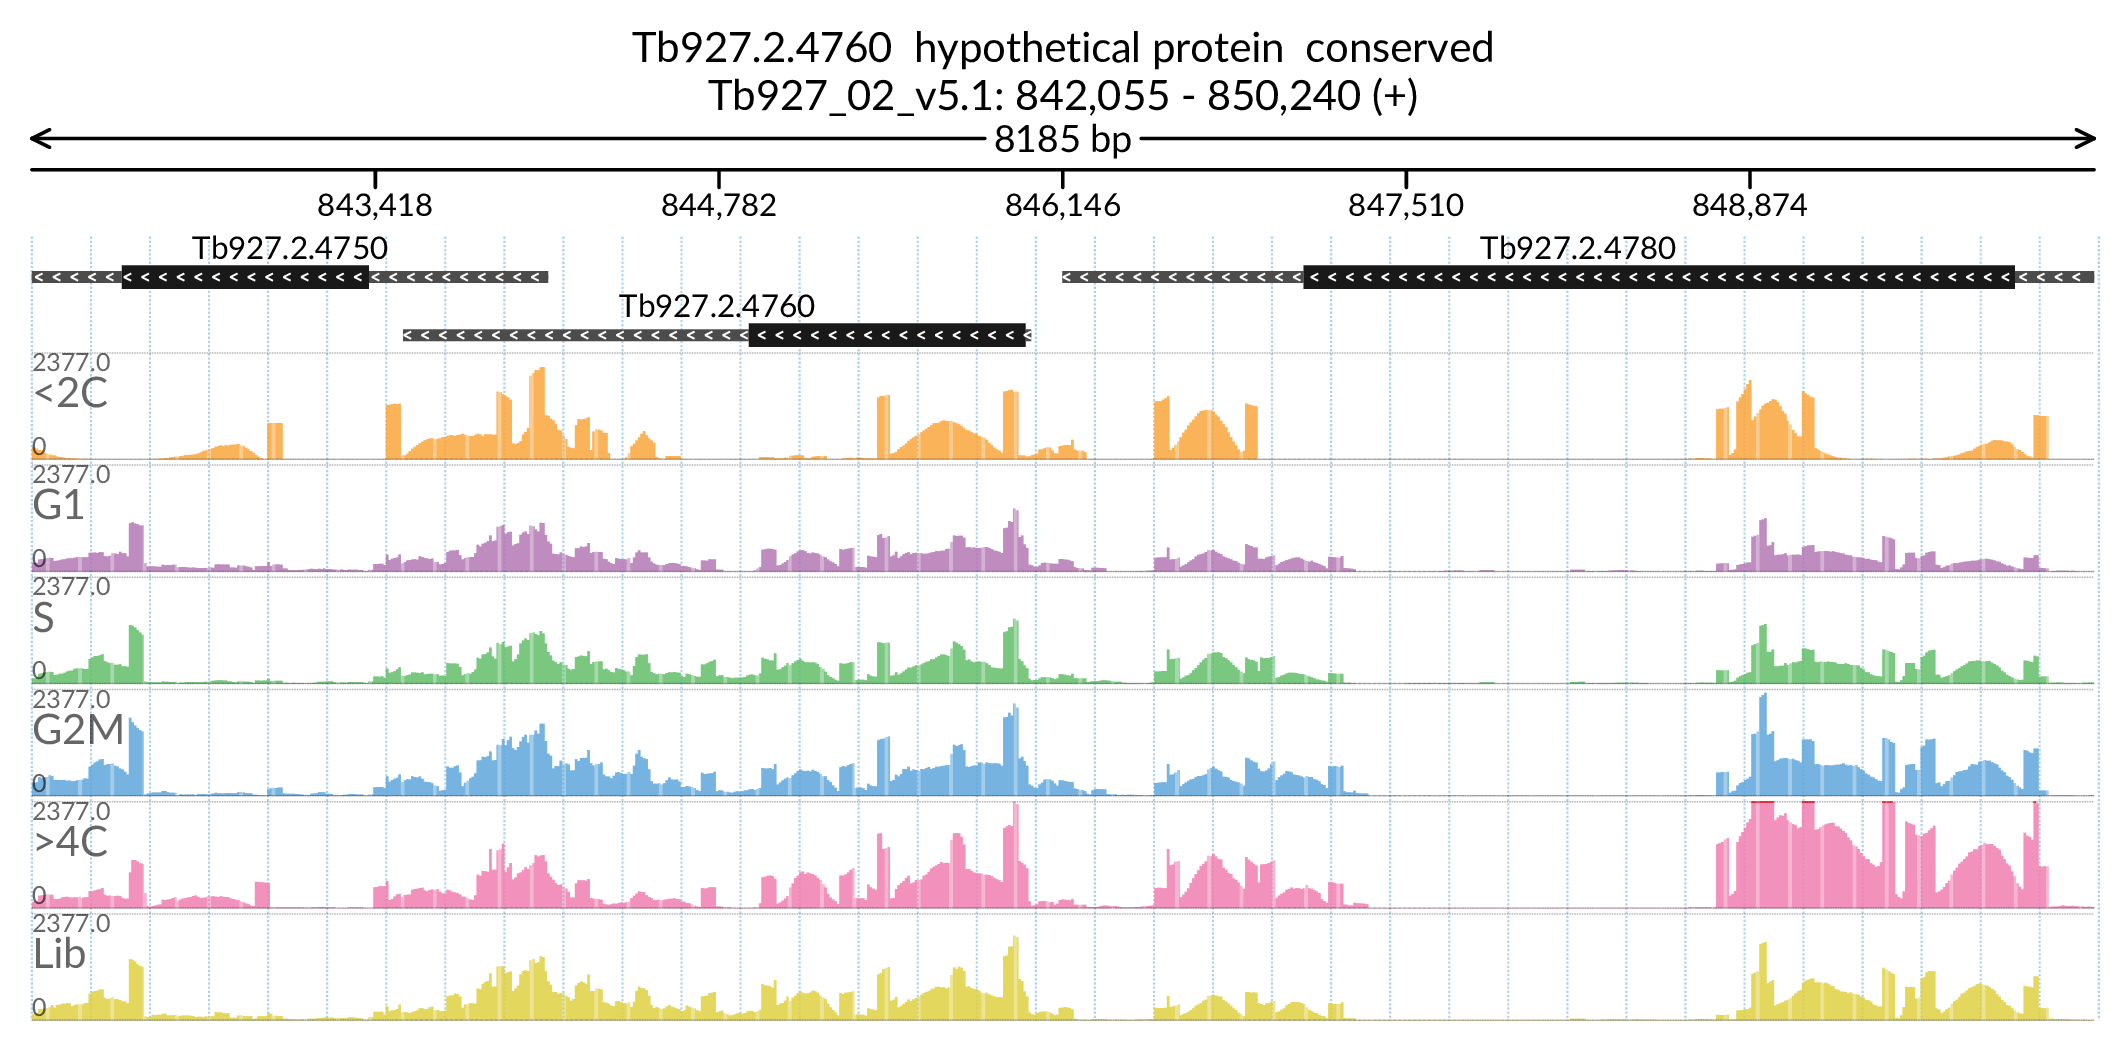 Tb927.2.4760 hypothetical protein conserved
Tb927_02_v5.1: 842,055 - 850,240 (+)
8185 bp
843,418 844,782 846,146 847,510 848,874
Tb927.2.4750 Tb927.2.4780
Tb927.2.4760
2377.0
<2C
0
2377.0
G1
0
2377.0
S
0
2377.0
G2M
0
2377.0
>4C
0
2377.0
Lib
0